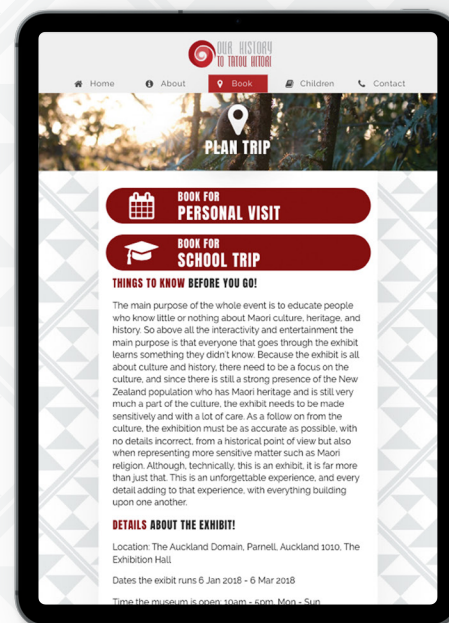 OUR HISTORY
TO TATOU HITORI
Home About Book Children Contact
PLAN TRIP
BOOK FOR
PERSONAL VISIT
BOOK FOR
SCHOOL TRIP
THINGS TO KNOW BEFORE YOU GO!
The main purpose of the whole event is to educate people
who know little or nothing about Maori culture, heritage, and
history. So above all the interactivity and entertainment the
main purpose is that everyone that goes through the exhibit
learns something they didn't know. Because the exhibit is all
about culture and history, there need to be a focus on the
culture, and since there is still a strong presence of the New
Zealand population who has Maori heritage and is still very
much a part of the culture, the exhibit needs to be made
sensitively and with a lot of care. As a follow on from the
culture, the exhibition must be as accurate as possible, with
no details incorrect, from a historical point of view but also
when representing more sensitive matter such as Maori
religion. Although, technically, this is an exhibit, it is far more
than just that. This is an unforgettable experience, and every
detail adding to that experience, with everything building
upon one another.
DETAILS ABOUT THE EXHIBIT!
Location: The Auckland Domain, Parnell, Auckland 1010, The
Exhibition Hall
Dates the exibit runs 6 Jan 2018 - 6 Mar 2018
Time the museum is open: 10am - 5pm, Mon - Sun